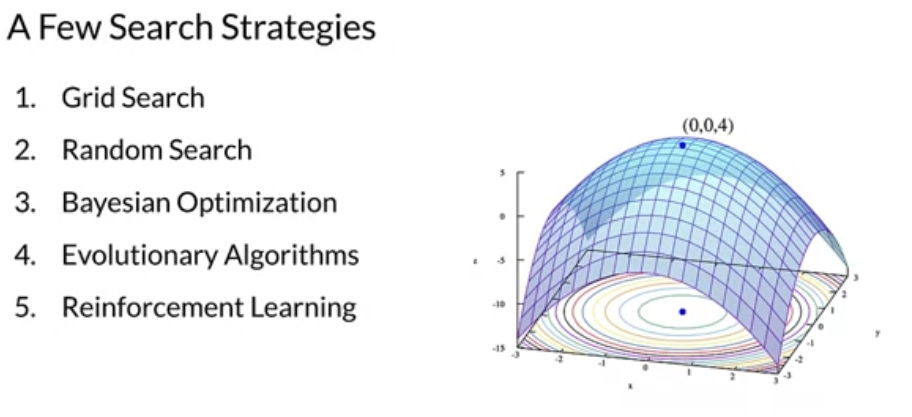 A Few Search Strategies
1. Grid Search
2. Random Search
3. Bayesian Optimization
4. Evolutionary Algorithms
5. Reinforcement Learning
(0,0,4)
5
0
-5
-10
-15
z
-3
-2
-1
0
1
2
3
x
-3
-2
-1
0
1
2
3
y